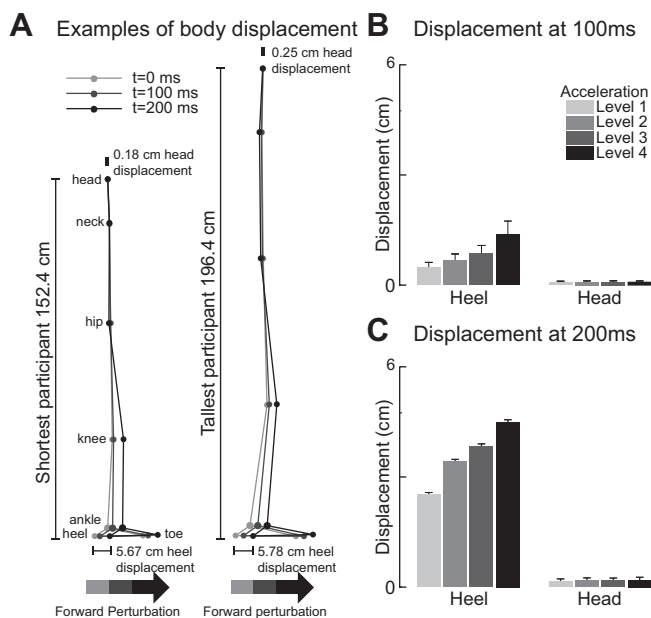 A Examples of body displacement
t=0 ms
t=100 ms
t=200 ms
0.18 cm head
displacement
head
neck
hip
knee
ankle
heel
toe
Shortest participant 152.4 cm
5.67 cm heel
displacement
Forward Perturbation
0.25 cm head
displacement
Tallest participant 196.4 cm
5.78 cm heel
displacement
Forward perturbation
B Displacement at 100ms
6
Displacement (cm)
0
Heel
Head
Acceleration
Level 1
Level 2
Level 3
Level 4
C Displacement at 200ms
6
Displacement (cm)
0
Heel
Head